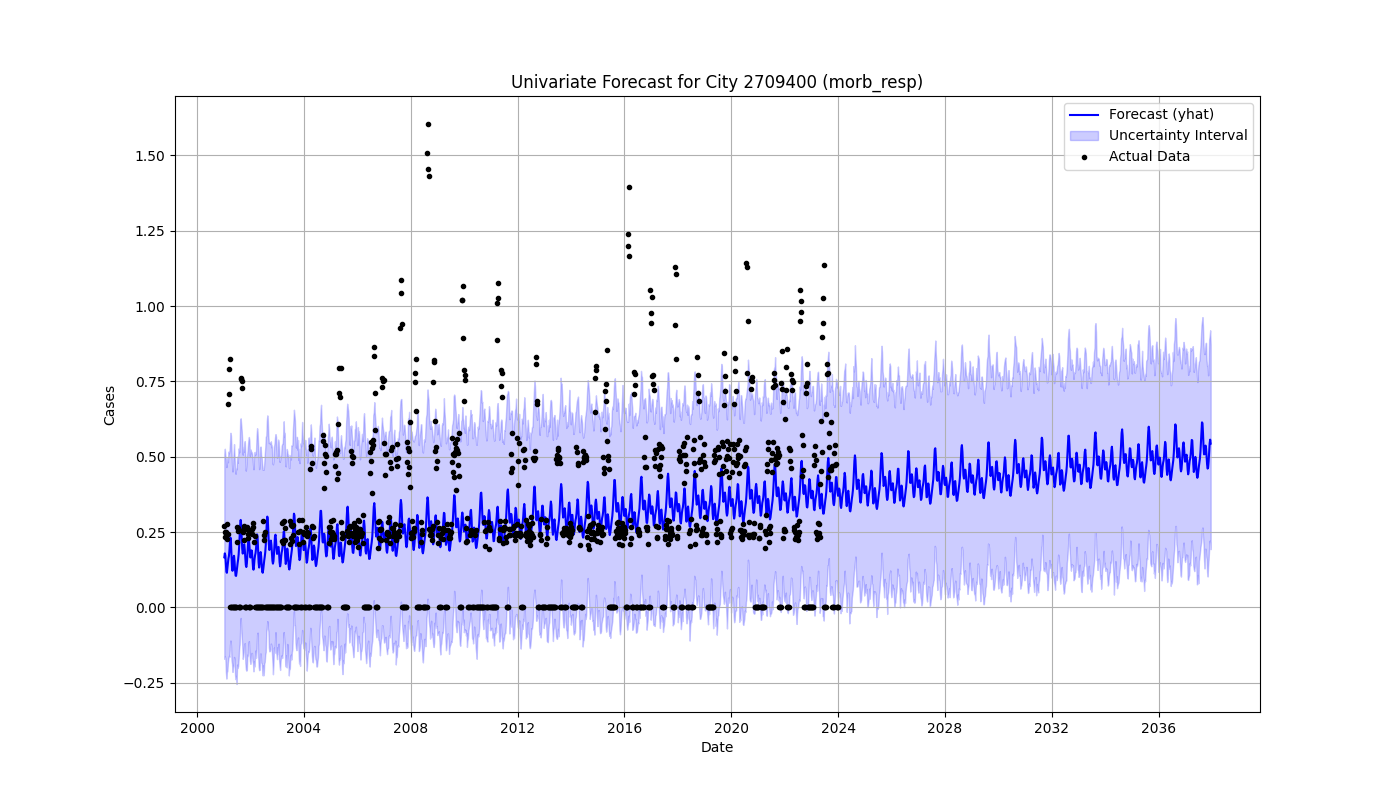 Univariate Forecast for City 2709400 (morb_resp)
Forecast (yhat)
Uncertainty Interval
Actual Data
Cases
1.50
1.25
1.00
0.75
0.50
0.25
0.00
−0.25
2000 2004 2008 2012 2016 2020 2024 2028 2032 2036
Date